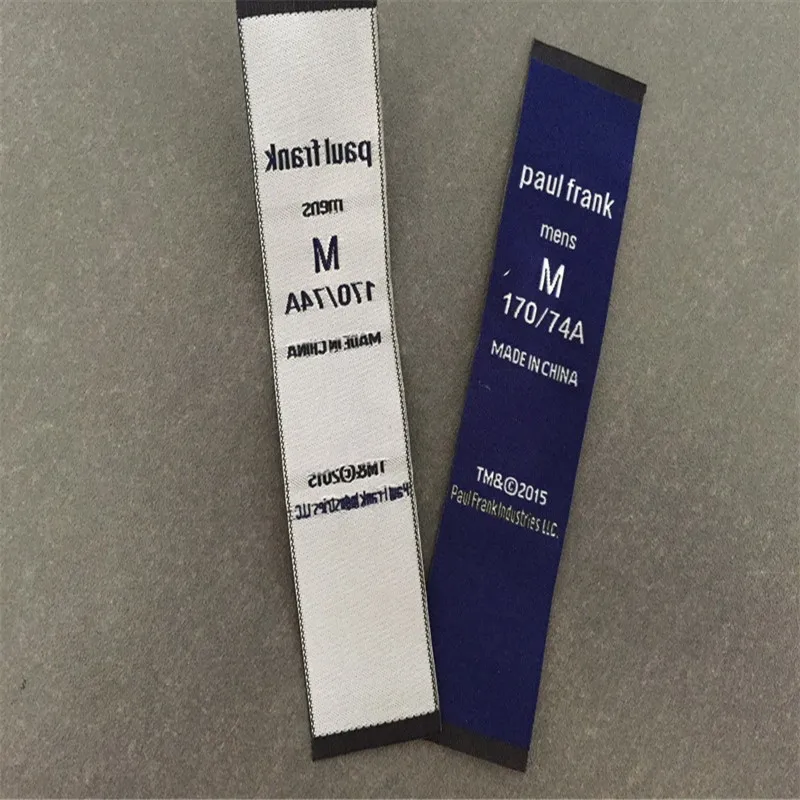 paul frank
mens
M
170/74A
MADE IN CHINA
TM&©2015
Paul Frank Industries LLC
paul frank
mens
M
170/74A
MADE IN CHINA
TM&©2015
Paul Frank Industries LLC.